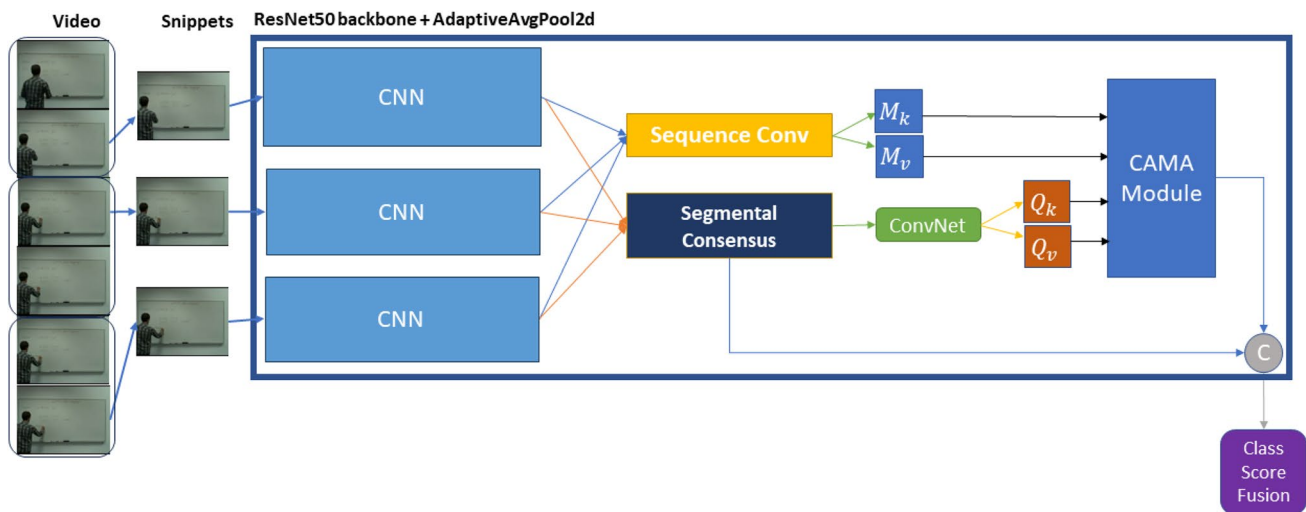 Video
Snippets
ResNet50 backbone + AdaptiveAvgPool2d
CNN
CNN
CNN
Sequence Conv
Segmental
Consensus
M_k
M_v
ConvNet
Q_k
Q_v
CAMA
Module
C
Class
Score
Fusion